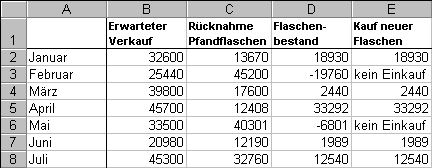 A B C D E
1 Erwarteter Verkauf Rücknahme Pfandflaschen Flaschen-bestand Kauf neuer Flaschen
2 Januar 32600 13670 18930 18930
3 Februar 25440 45200 -19760 kein Einkauf
4 März 39800 17600 2440 2440
5 April 45700 12408 33292 33292
6 Mai 33500 40301 -6801 kein Einkauf
7 Juni 20980 12190 1989 1989
8 Juli 45300 32760 12540 12540